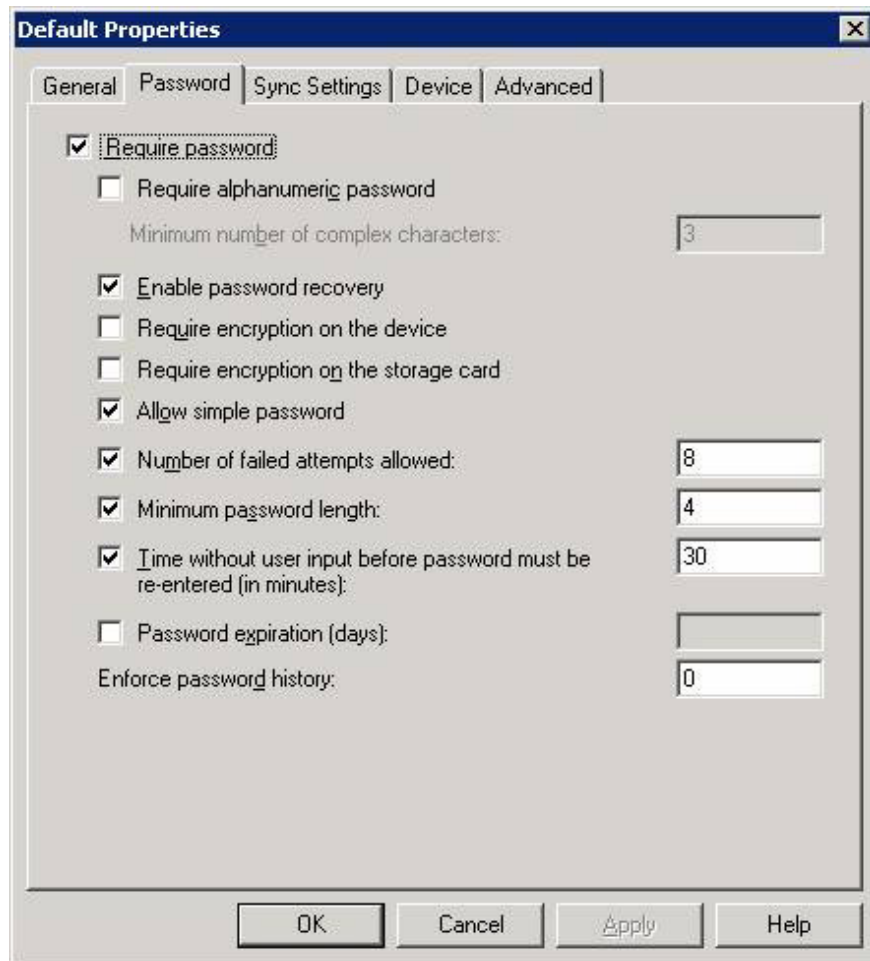 Default Properties
General Password Sync Settings Device Advanced
Require password
Require alphanumeric password
Minimum number of complex characters: 3
Enable password recovery
Require encryption on the device
Require encryption on the storage card
Allow simple password
Number of failed attempts allowed: 8
Minimum password length: 4
Time without user input before password must be 30
re-entered (in minutes):
Password expiration (days):
Enforce password history: 0
OK Cancel Apply Help